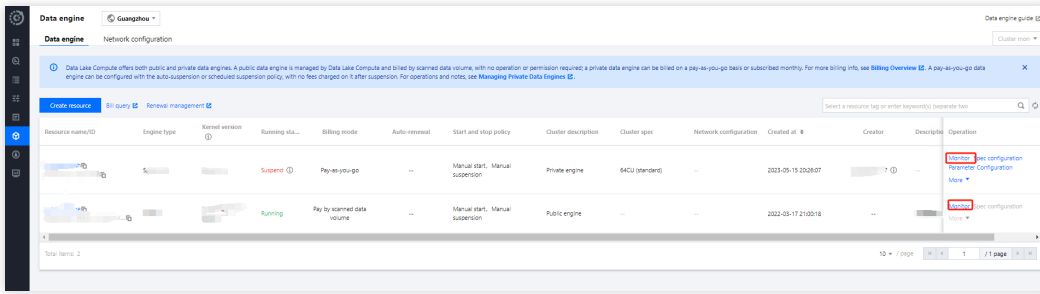 Data engine
Guangzhou
Data engine guide
Data engine
Network configuration
Cluster mon
Data Lake Compute offers both public and private data engines. A public data engine is managed by Data Lake Compute and billed by scanned data volume, with no operation or permission required; a private data engine can be billed on a pay-as-you-go basis or subscribed monthly. For more billing info, see Billing Overview. A pay-as-you-go data
engine can be configured with the auto-suspension or scheduled suspension policy, with no fees charged on it after suspension. For operations and notes, see Managing Private Data Engines.
Create resource
Bill query
Renewal management
Select a resource tag or enter keyword(s) (separate two
Resource name/ID
Engine type
Kernel version
Running sta...
Billing mode
Auto-renewal
Start and stop policy
Cluster description
Cluster spec
Network configuration
Created at
Creator
Descriptio
Operation
Suspend
Pay-as-you-go
--
Manual start, Manual
suspension
Private engine
64CU (standard)
--
2023-05-15 20:28:07
--
Monitor Spec configuration
Parameter Configuration
More
Running
Pay by scanned data
volume
--
Manual start, Manual
suspension
Public engine
--
--
2022-03-17 21:00:18
--
Monitor Spec configuration
More
Total items: 2
10 / page
1
/ 1 page